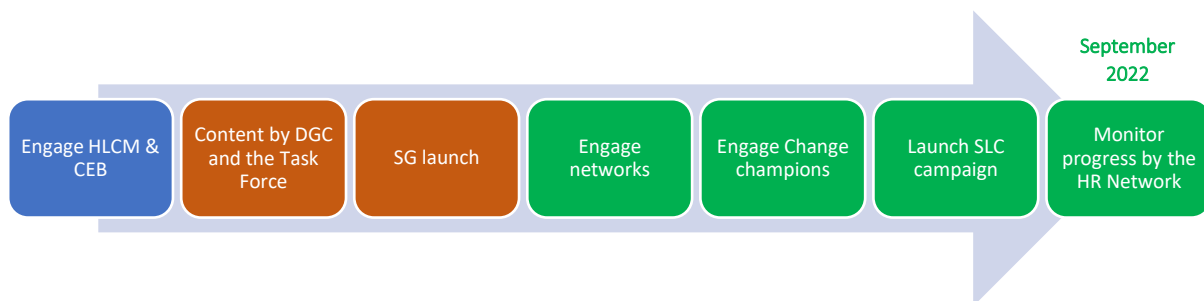 September
2022
Engage HLCM &
CEB
Content by DGC
and the Task
Force
SG launch
Engage
networks
Engage Change
champions
Launch SLC
campaign
Monitor
progress by the
HR Network